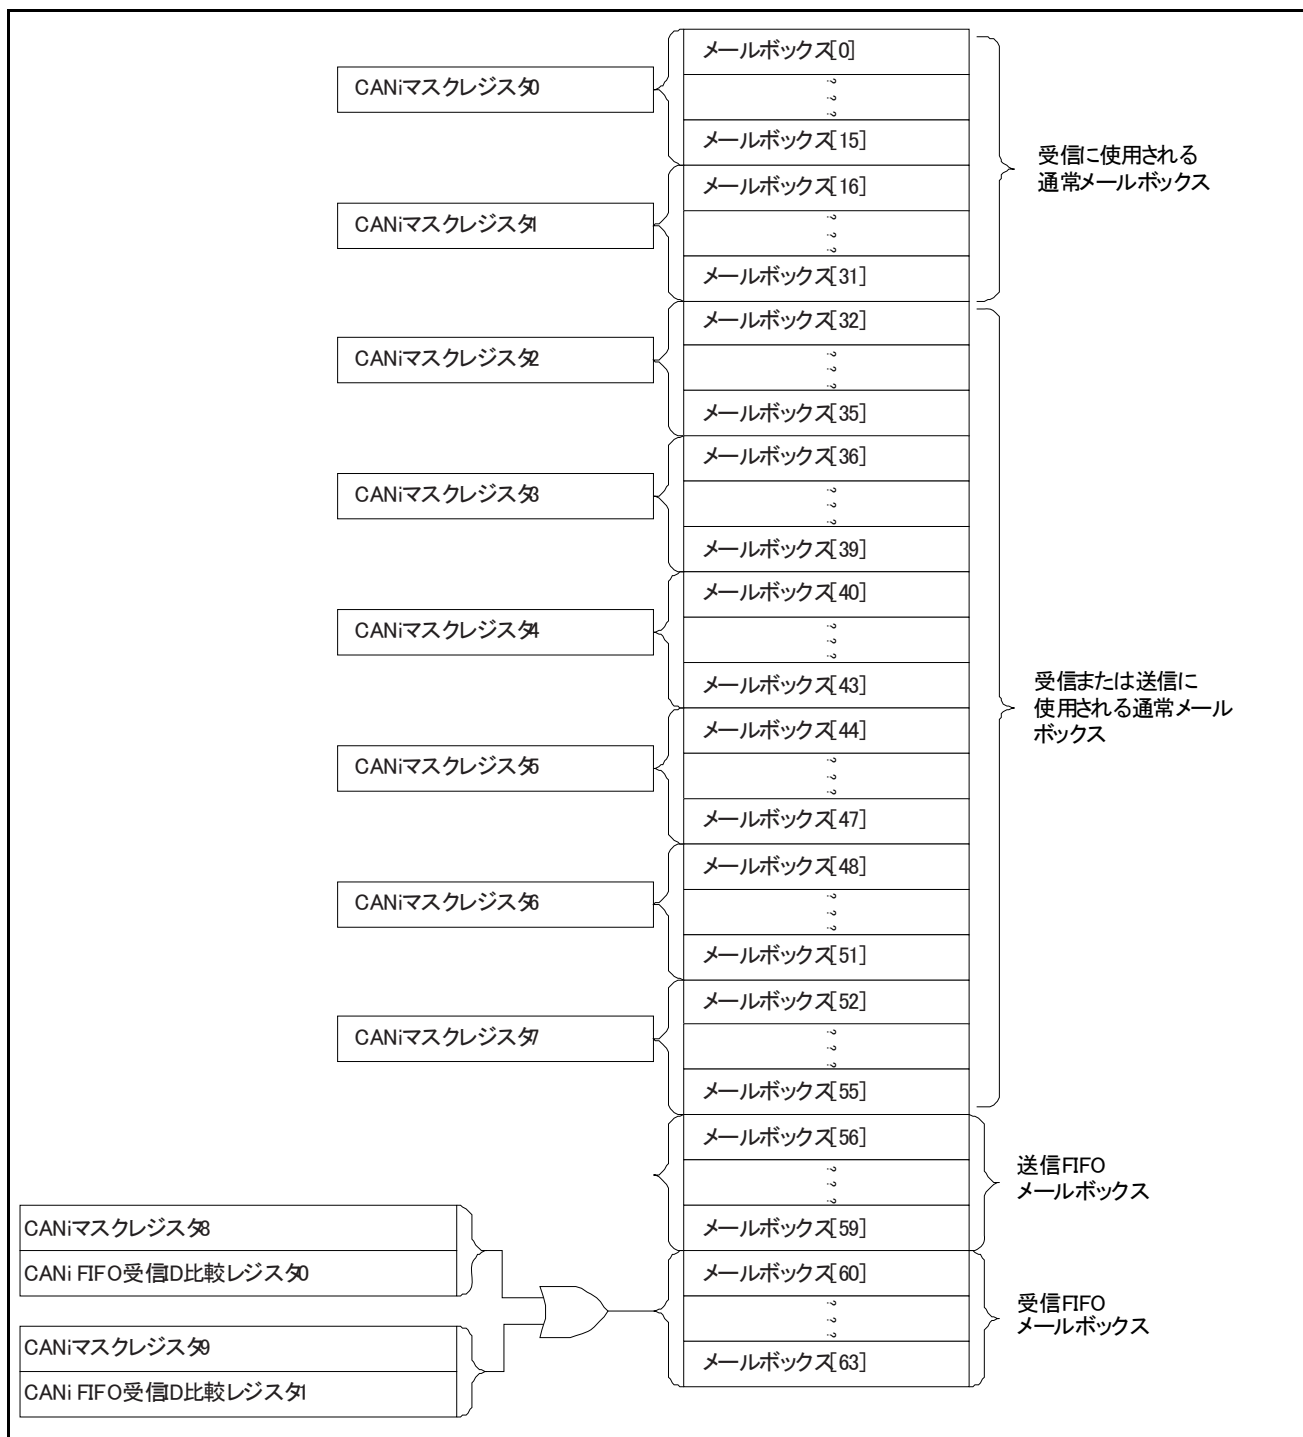 メールボックス[0]
CANiマスクレジスタ0
メールボックス[15]
受信に使用される
通常メールボックス
メールボックス[16]
CANiマスクレジスタ1
メールボックス[31]
メールボックス[32]
CANiマスクレジスタ2
メールボックス[35]
メールボックス[36]
CANiマスクレジスタ3
メールボックス[39]
メールボックス[40]
CANiマスクレジスタ4
メールボックス[43]
受信または送信に
使用される通常メール
ボックス
メールボックス[44]
CANiマスクレジスタ5
メールボックス[47]
メールボックス[48]
CANiマスクレジスタ6
メールボックス[51]
メールボックス[52]
CANiマスクレジスタ7
メールボックス[55]
メールボックス[56]
送信FIFO
メールボックス
メールボックス[59]
CANiマスクレジスタ8
CANi FIFO受信ID比較レジスタ0
メールボックス[60]
受信FIFO
メールボックス
CANiマスクレジスタ9
メールボックス[63]
CANi FIFO受信ID比較レジスタ1